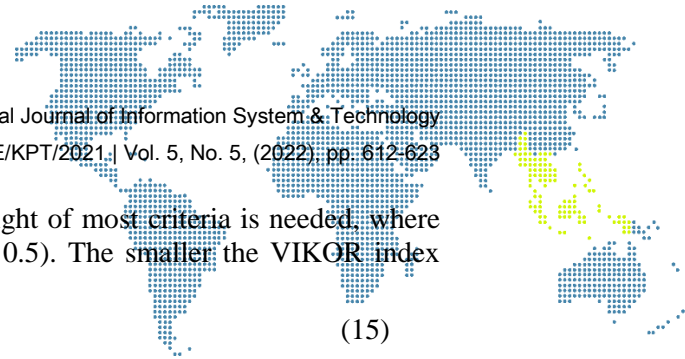 al Journal of Information System & Technology
E/KPT/2021 | Vol. 5, No. 5, (2022), pp. 612-623
ght of most criteria is needed, where
0.5). The smaller the VIKOR index
(15)